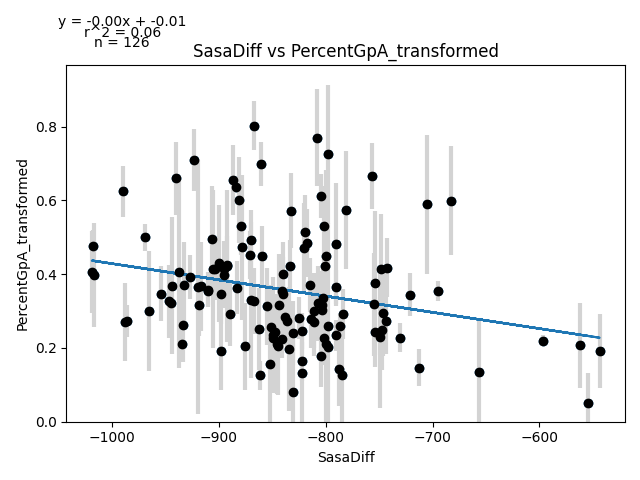 y = -0.00x + -0.01
r^2 = 0.06
n = 126
SasaDiff vs PercentGpA_transformed
PercentGpA_transformed
0.8
0.6
0.4
0.2
0.0
−1000 −900 −800 −700 −600
SasaDiff